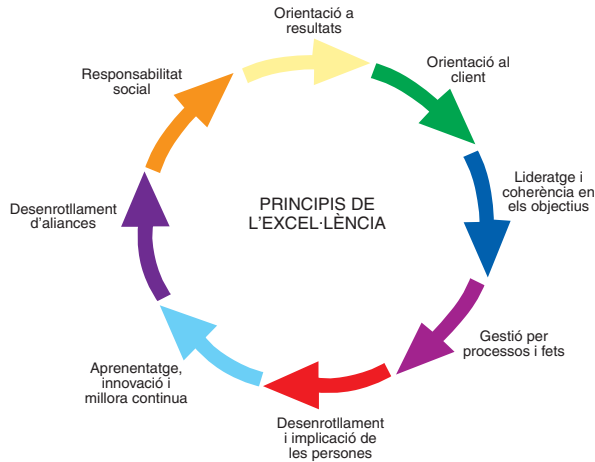 Orientació a
resultats
Orientació al
client
Lideratge i
coherència en
els objectius
Gestió per
processos i fets
Desenrotllament
i implicació de
les persones
Aprenentatge,
innovació i
millora continua
Desenrotllament
d'aliances
Responsabilitat
social
PRINCIPIS DE
L'EXCEL·LÈNCIA